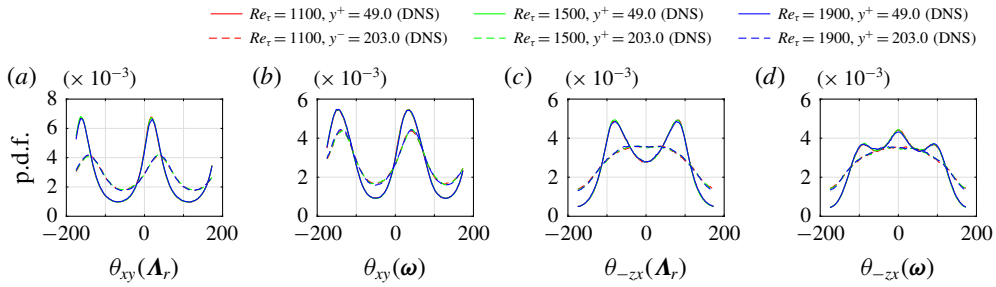 Re_τ = 1100, y⁺ = 49.0 (DNS) Re_τ = 1500, y⁺ = 49.0 (DNS) Re_τ = 1900, y⁺ = 49.0 (DNS)
Re_τ = 1100, y⁻ = 203.0 (DNS) Re_τ = 1500, y⁺ = 203.0 (DNS) Re_τ = 1900, y⁺ = 203.0 (DNS)
(a) (× 10⁻³) (b) (× 10⁻³) (c) (× 10⁻³) (d) (× 10⁻³)
8 6 6 6
6 4 4 4
4 2 2 2
2
0 0 0 0
p.d.f.
−200 0 200 −200 0 200 −200 0 200 −200 0 200
θ_xy(Λ_r) θ_xy(ω) θ_−zx(Λ_r) θ_−zx(ω)